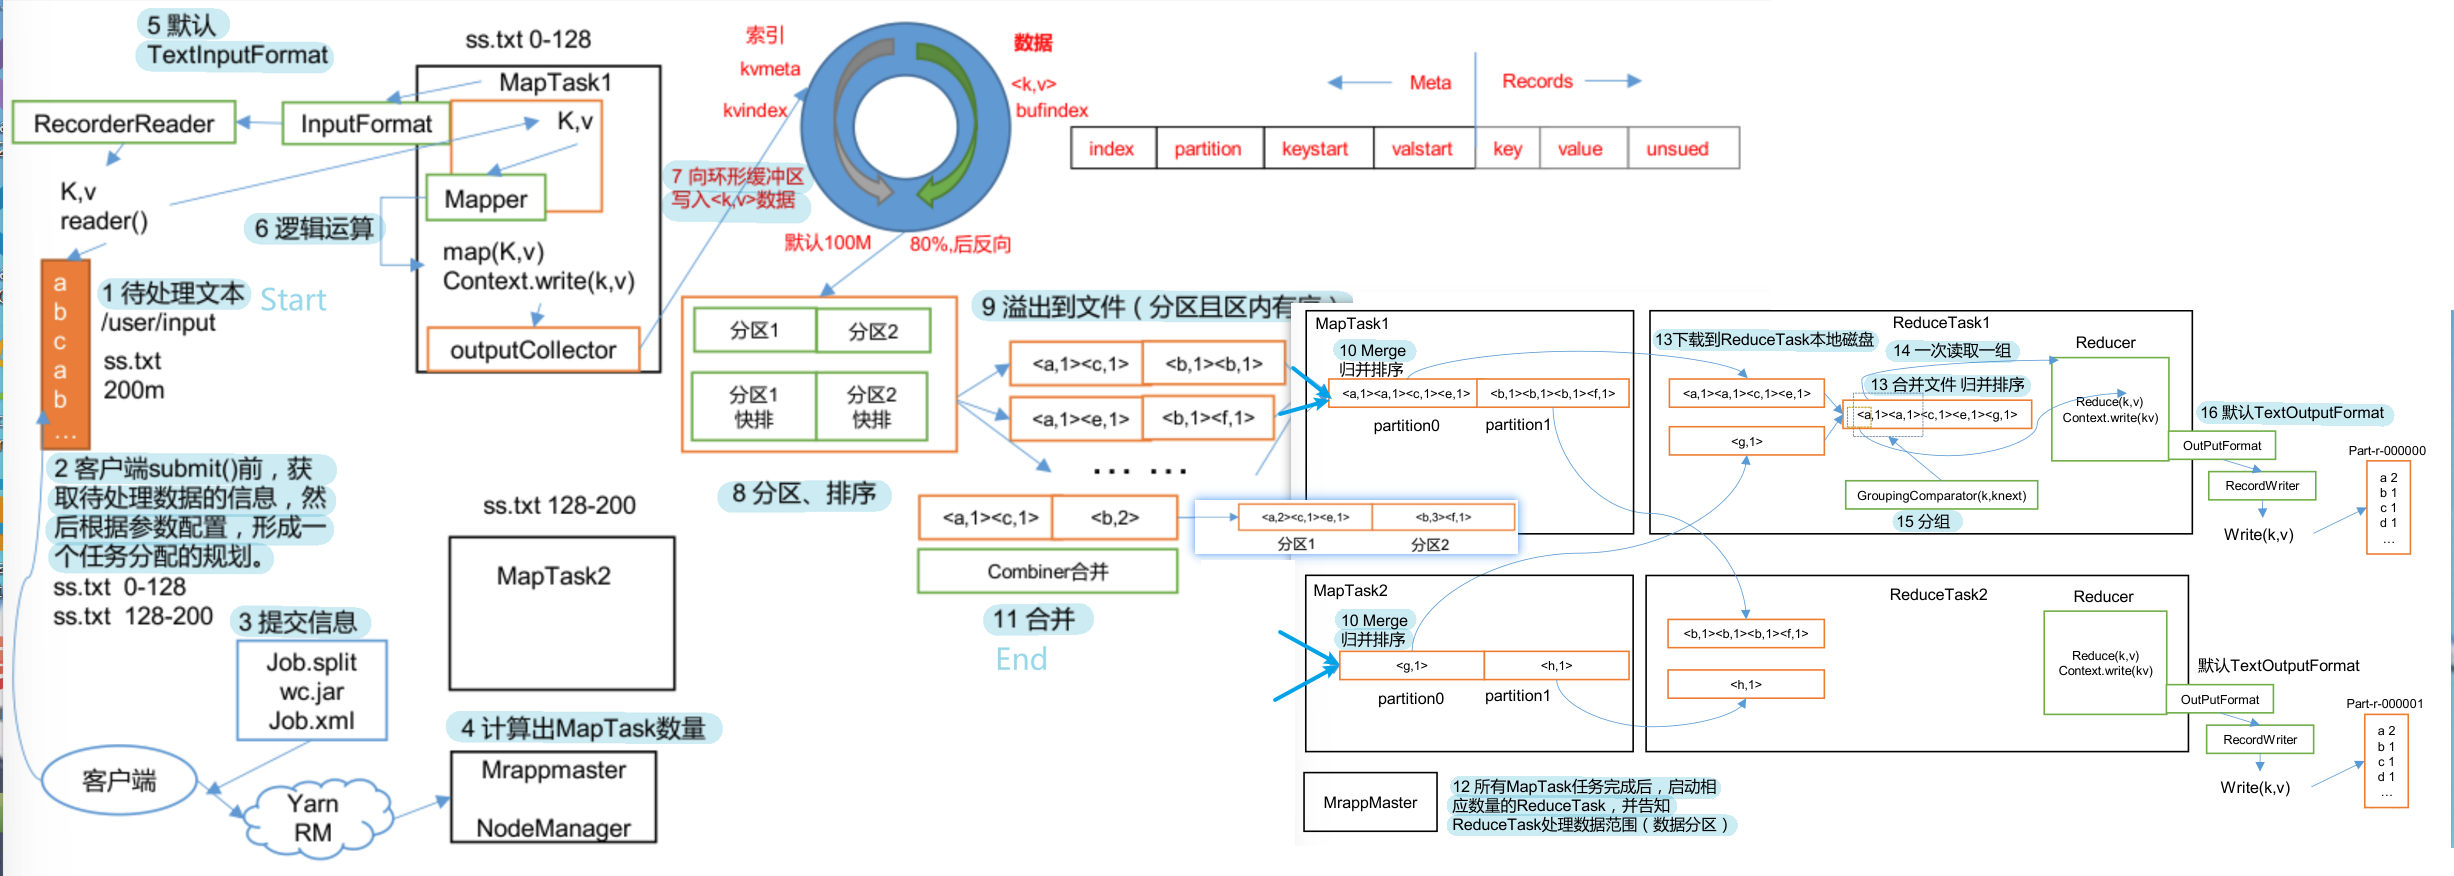 5 默认
TextInputFormat
ss.txt 0-128
MapTask1
RecorderReader
InputFormat
K,v
K,v
reader()
Mapper
6 逻辑运算
map(K,v)
Context.write(k,v)
outputCollector
a
b
c
a
b
...
1 待处理文本
/user/input
Start
ss.txt
200m
2 客户端submit()前，获
取待处理数据的信息，然
后根据参数配置，形成一
个任务分配的规划。
ss.txt 0-128
ss.txt 128-200
3 提交信息
Job.split
wc.jar
Job.xml
客户端
Yarn
RM
4 计算出MapTask数量
Mrappmaster
NodeManager
ss.txt 128-200
MapTask2
索引
kvmeta
kvindex
数据
<k,v>
bufindex
7 向环形缓冲区
写入<k,v>数据
默认100M
80%,后反向
Meta
Records
index
partition
keystart
valstart
key
value
unsued
分区1
分区2
分区1
快排
分区2
快排
8 分区、排序
9 溢出到文件（分区且区内有
<a,1><c,1>
<b,1><b,1>
<a,1><e,1>
<b,1><f,1>
... ...
<a,1><c,1>
<b,2>
Combiner合并
11 合并
End
<a,2><c,1><e,1>
<b,3><f,1>
分区1
分区2
MapTask1
10 Merge
归并排序
<a,1><a,1><c,1><e,1>
<b,1><b,1><b,1><f,1>
partition0
partition1
ReduceTask1
13下载到ReduceTask本地磁盘
14 一次读取一组
Reducer
<a,1><a,1><c,1><e,1>
13 合并文件 归并排序
<a,1><a,1><c,1><e,1><g,1>
<g,1>
Reduce(k,v)
Context.write(kv)
GroupingComparator(k,knext)
15 分组
16 默认TextOutputFormat
OutPutFormat
RecordWriter
Write(k,v)
Part-r-000000
a 2
b 1
c 1
d 1
...
MapTask2
10 Merge
归并排序
<g,1>
<h,1>
partition0
partition1
ReduceTask2
Reducer
<b,1><b,1><b,1><f,1>
<h,1>
Reduce(k,v)
Context.write(kv)
默认TextOutputFormat
OutPutFormat
RecordWriter
Write(k,v)
Part-r-000001
a 2
b 1
c 1
d 1
...
MrappMaster
12 所有MapTask任务完成后，启动相
应数量的ReduceTask，并告知
ReduceTask处理数据范围（数据分区）